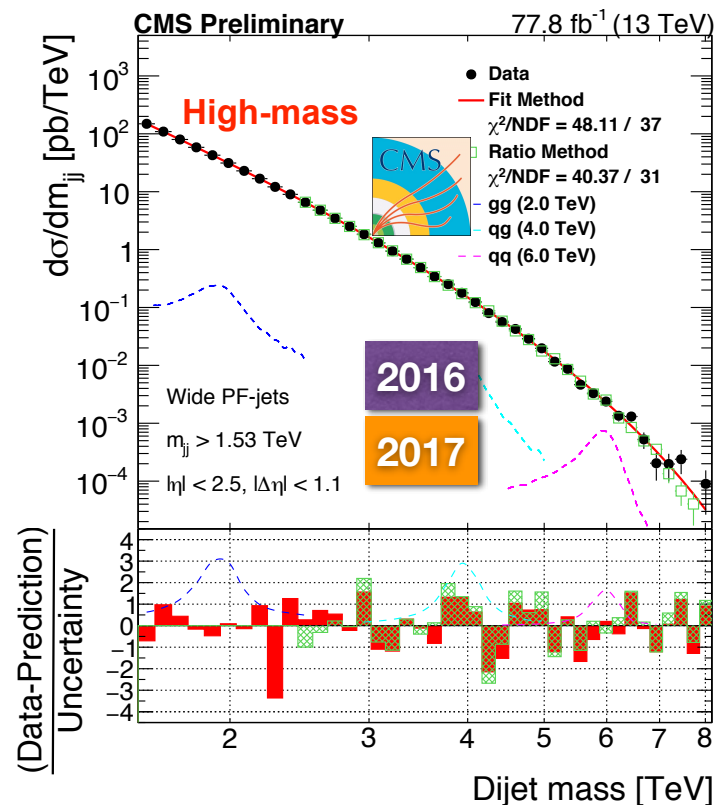 CMS Preliminary 77.8 fb⁻¹ (13 TeV)
dσ/dm_jj [pb/TeV]
10³
10²
10
1
10⁻¹
10⁻²
10⁻³
10⁻⁴
High-mass
Data
Fit Method
χ²/NDF = 48.11 / 37
Ratio Method
χ²/NDF = 40.37 / 31
gg (2.0 TeV)
qg (4.0 TeV)
qq (6.0 TeV)
CMS
2016
2017
Wide PF-jets
m_jj > 1.53 TeV
|η| < 2.5, |Δη| < 1.1
(Data-Prediction)
Uncertainty
4
3
2
1
0
−1
−2
−3
−4
2 3 4 5 6 7 8
Dijet mass [TeV]